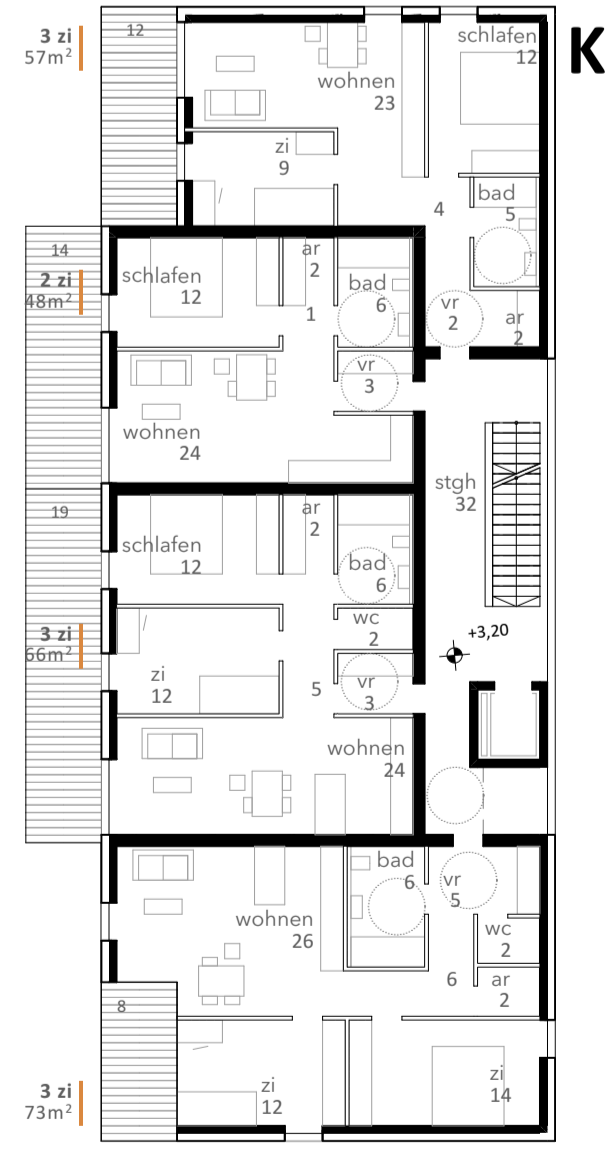 K
3 zi
57m²
12
schlafen
12
wohnen
23
zi
9
4
bad
5
vr
2
ar
2
14
2 zi
48m²
schlafen
12
ar
2
1
bad
6
vr
3
wohnen
24
stgh
32
+3,20
19
3 zi
66m²
schlafen
12
ar
2
bad
6
wc
2
zi
12
5
vr
3
wohnen
24
bad
6
vr
5
wohnen
26
wc
2
6
ar
2
8
3 zi
73m²
zi
12
zi
14